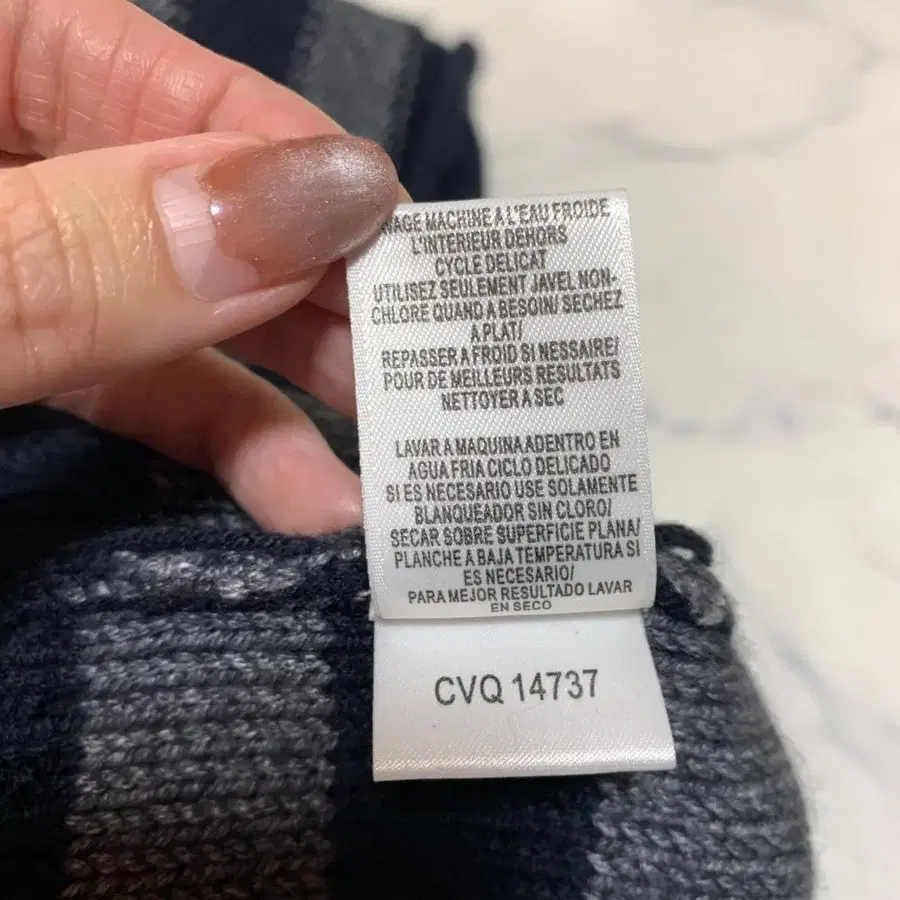 MACHINE A L'EAU FROIDE
L'INTERIEUR DEHORS
CYCLE DELICAT
UTILISEZ SEULEMENT JAVEL NON-
CHLORE QUAND A BESOIN/ SECHEZ
A PLAT/
REPASSER A FROID SI NESSAIRE/
POUR DE MEILLEURS RESULTATS
NETTOYER A SEC
LAVAR A MAQUINA ADENTRO EN
AGUA FRIA CICLO DELICADO
SI ES NECESARIO USE SOLAMENTE
BLANQUEADOR SIN CLORO/
SECAR SOBRE SUPERFICIE PLANA/
PLANCHE A BAJA TEMPERATURA SI
ES NECESARIO/
PARA MEJOR RESULTADO LAVAR
EN SECO
CVQ 14737